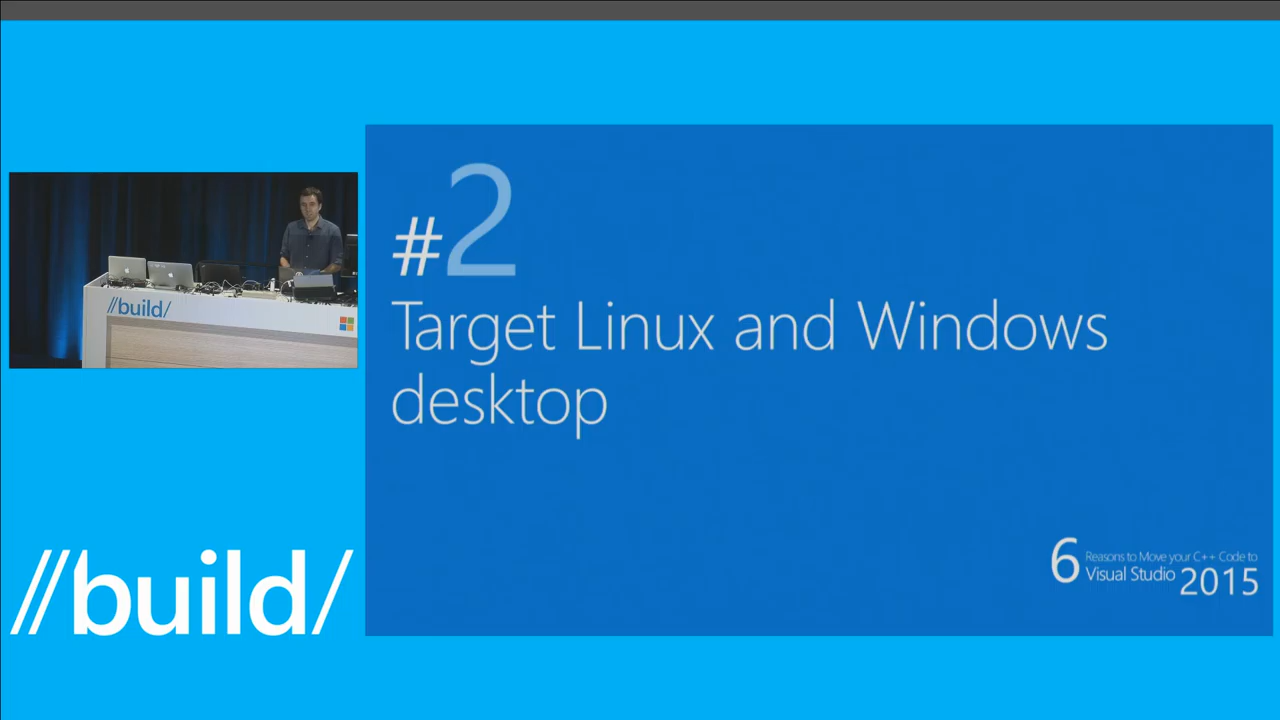 #2
Target Linux and Windows
desktop
6 Reasons to Move your C++ Code to
Visual Studio 2015
//build/
//build/